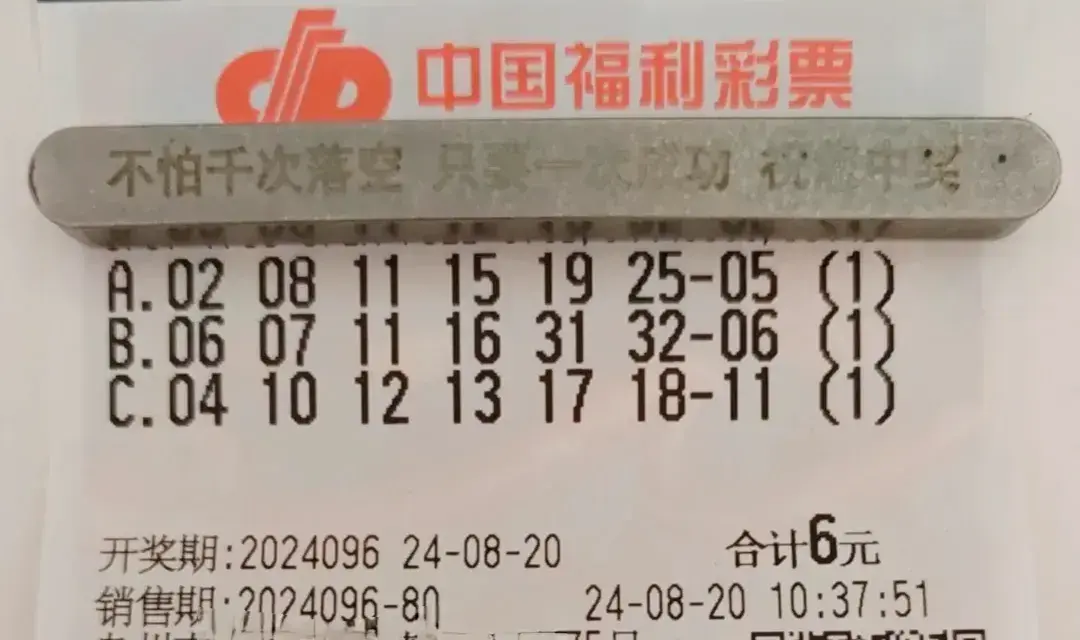 中国福利彩票
不怕千次落空 只要一次成功 祝您中奖
A.02 08 11 15 19 25-05 (1)
B.06 07 11 16 31 32-06 (1)
C.04 10 12 13 17 18-11 (1)
开奖期:2024096 24-08-20 合计6元
销售期:2024096-80 24-08-20 10:37:51